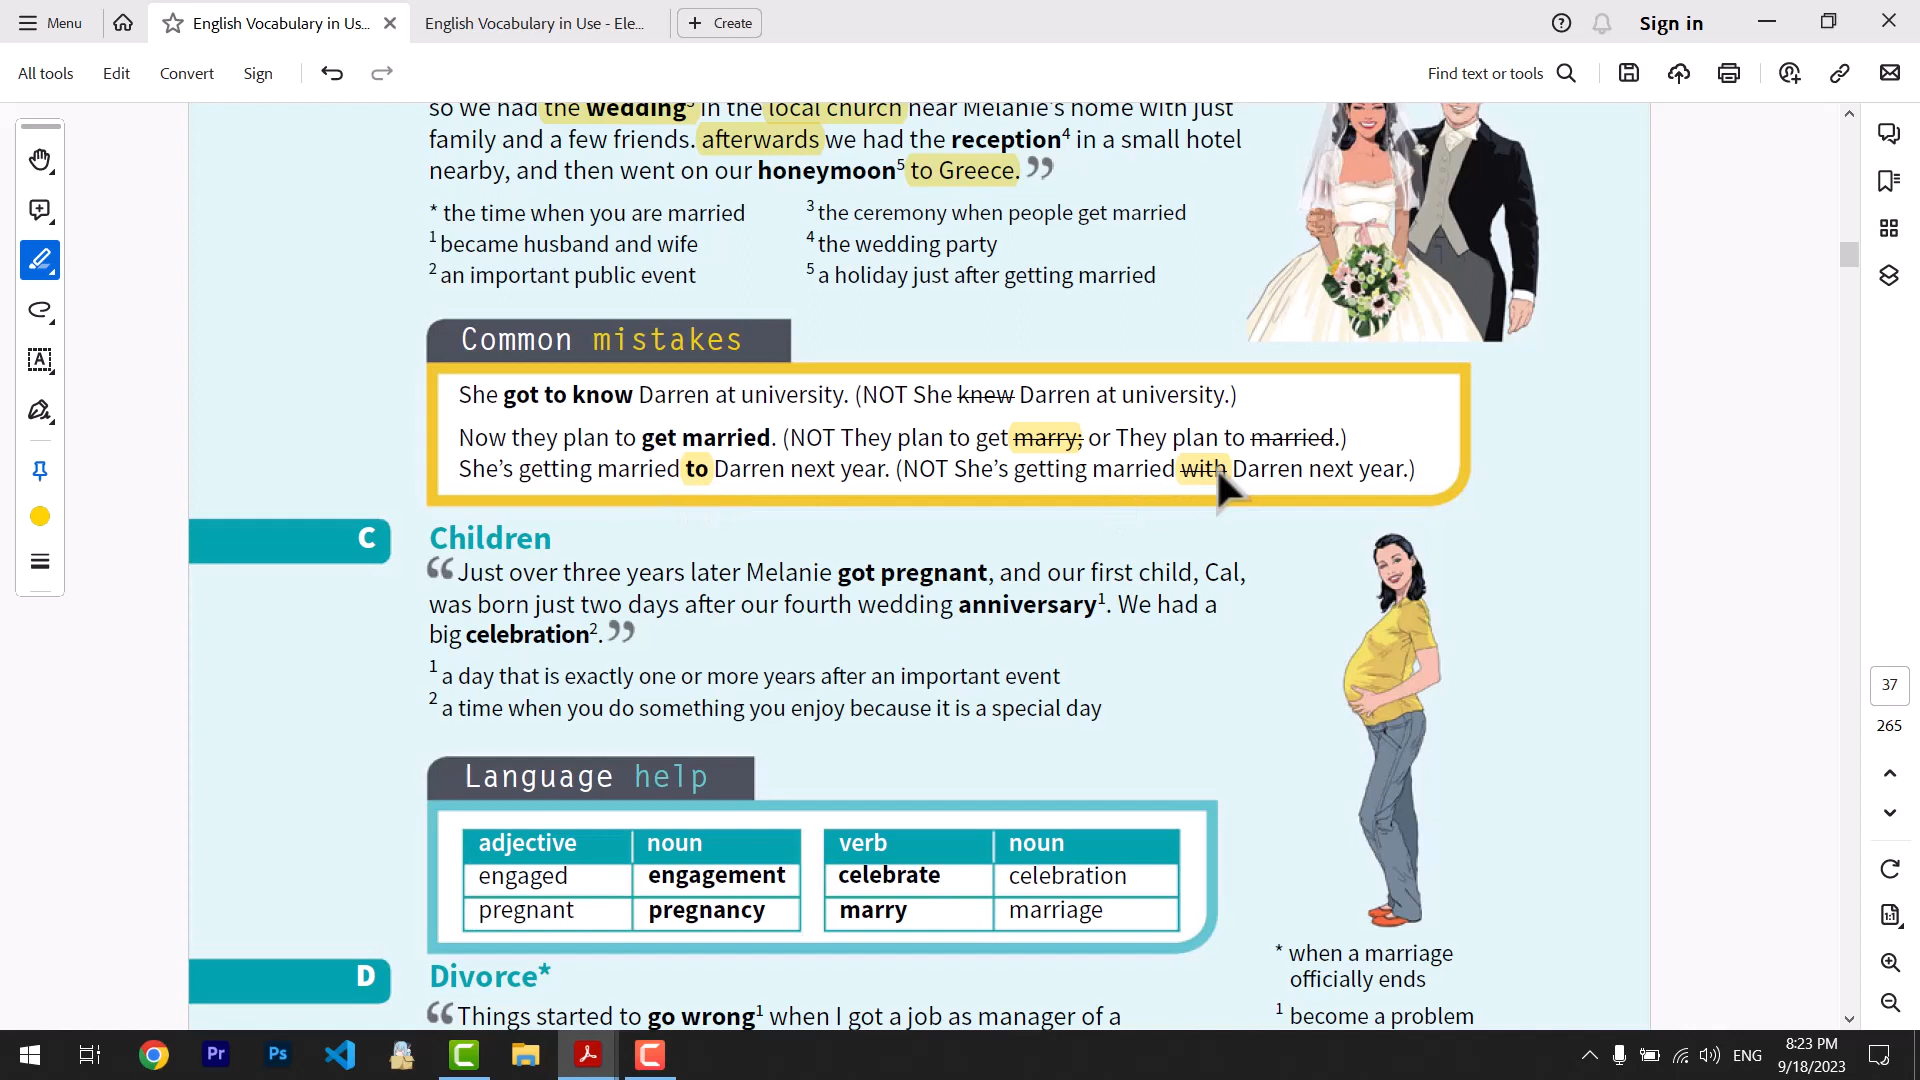 Menu
English Vocabulary in Us...
English Vocabulary in Use - Ele...
Create
Sign in
All tools
Edit
Convert
Sign
Find text or tools
so we had the wedding3 in the local church near Melanie's home with just
family and a few friends. afterwards we had the reception4 in a small hotel
nearby, and then went on our honeymoon5 to Greece.”
* the time when you are married
1 became husband and wife
2 an important public event
3 the ceremony when people get married
4 the wedding party
5 a holiday just after getting married
Common mistakes
She got to know Darren at university. (NOT She knew Darren at university.)
Now they plan to get married. (NOT They plan to get marry; or They plan to married.)
She's getting married to Darren next year. (NOT She's getting married with Darren next year.)
C
Children
“Just over three years later Melanie got pregnant, and our first child, Cal,
was born just two days after our fourth wedding anniversary1. We had a
big celebration2.”
1 a day that is exactly one or more years after an important event
2 a time when you do something you enjoy because it is a special day
Language help
adjective noun verb noun
engaged engagement celebrate celebration
pregnant pregnancy marry marriage
* when a marriage
officially ends
D
Divorce*
“Things started to go wrong1 when I got a job as manager of a
1 become a problem
37
265
1:1
A
Pr
Ps
ENG
8:23 PM
9/18/2023